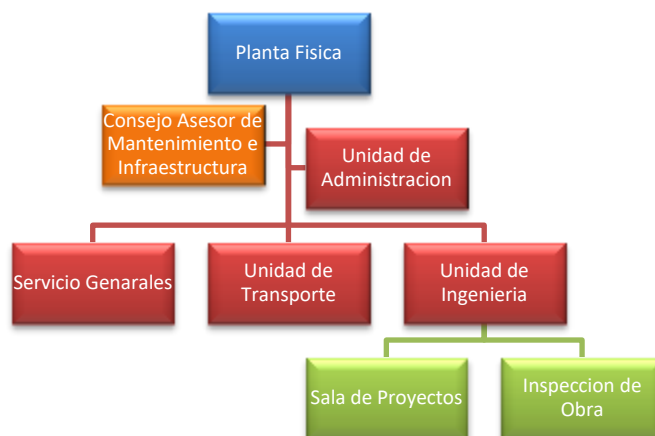 Planta Fisica
Consejo Asesor de
Mantenimiento e
Infraestructura
Unidad de
Administracion
Servicio Genarales
Unidad de
Transporte
Unidad de
Ingenieria
Sala de Proyectos
Inspeccion de
Obra